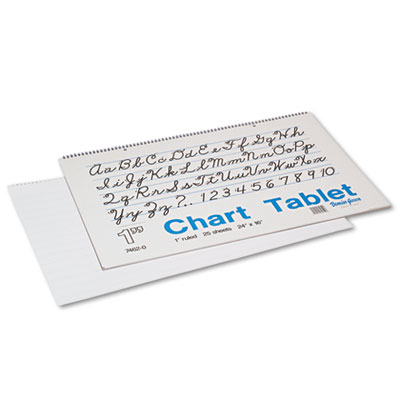 Aa Bb Cc Dd Ee Ff Gg Hh
Ii Jj Kk Ll Mm Nn Oo Pp
Qq Rr Ss Tt Uu Vv Ww Xx
Yy Zz ?. 1 2 3 4 5 6 7 8 9 10
1" Chart Tablet
1" ruled 25 sheets 24" x 16"
7462-0